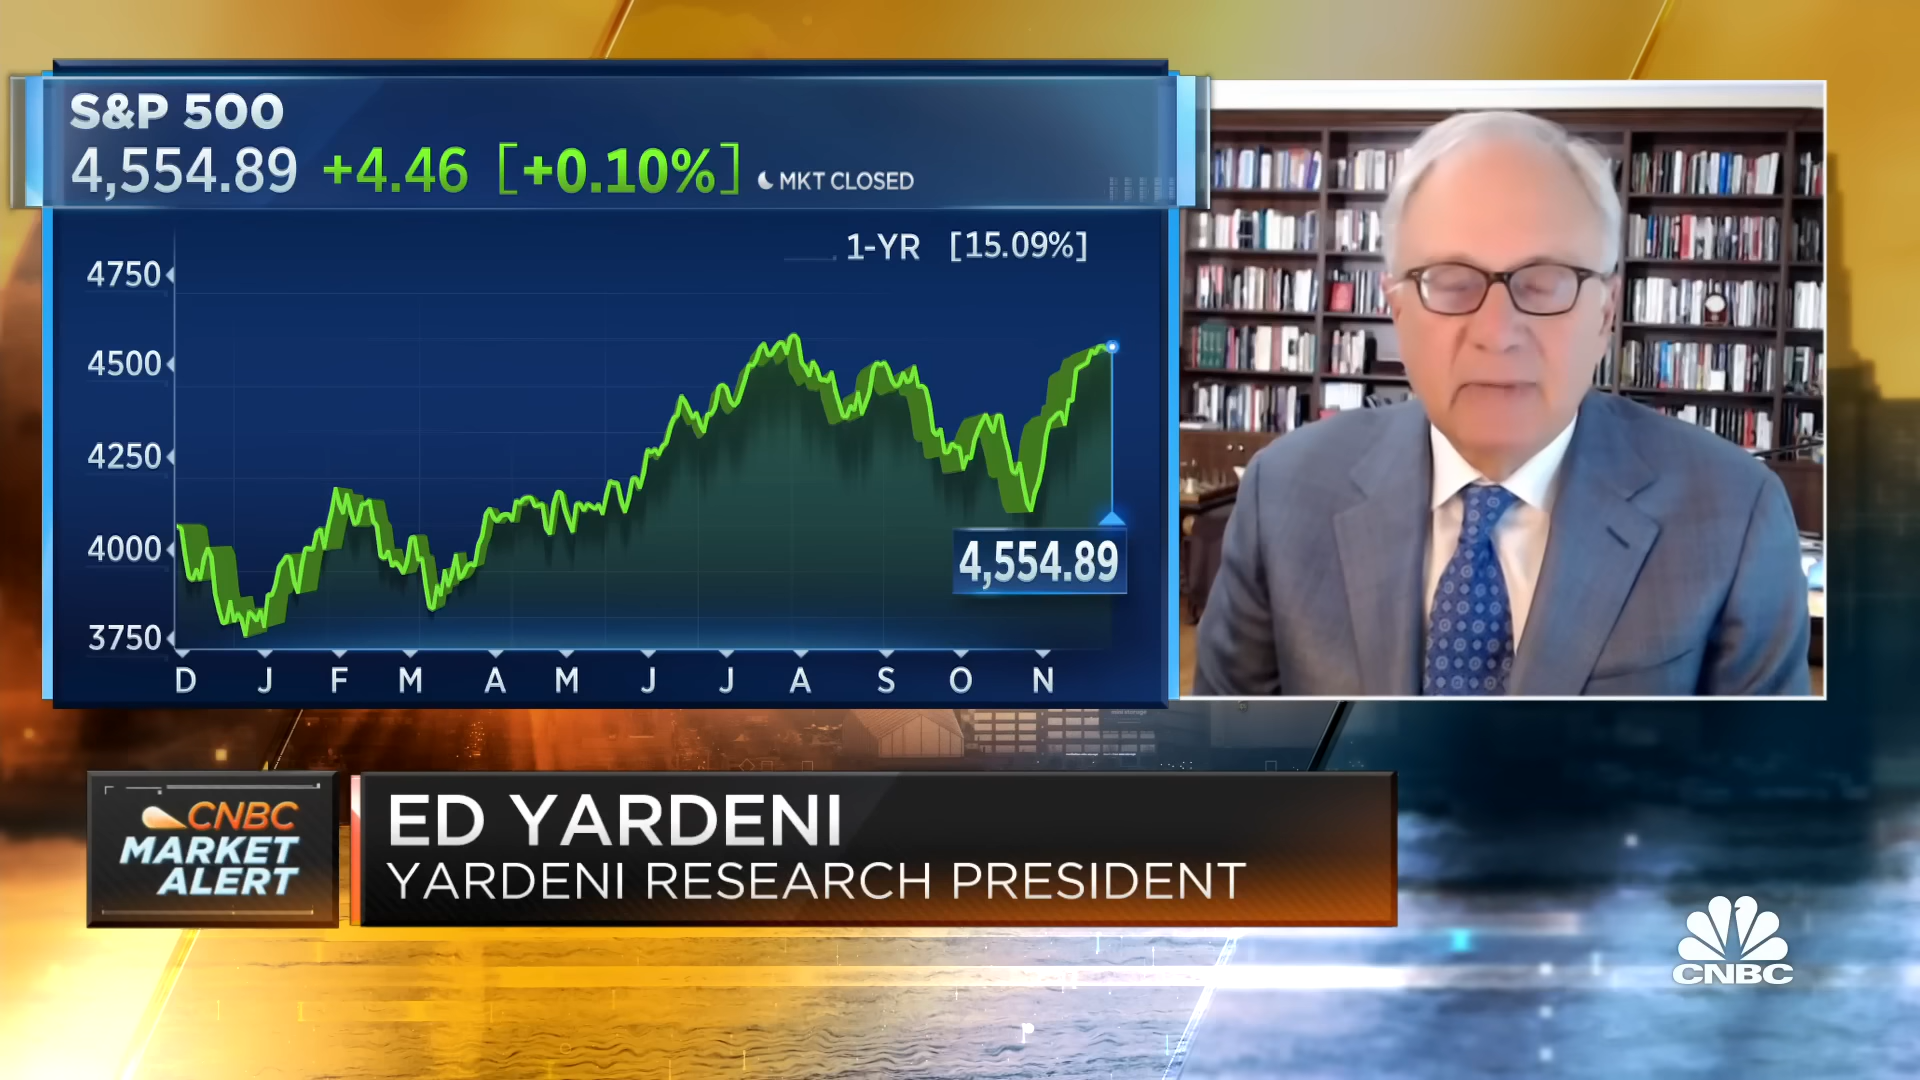 S&P 500
4,554.89 +4.46 [+0.10%] MKT CLOSED
1-YR [15.09%]
4750
4500
4250
4000
3750
4,554.89
D J F M A M J J A S O N
CNBC
MARKET
ALERT
ED YARDENI
YARDENI RESEARCH PRESIDENT
CNBC